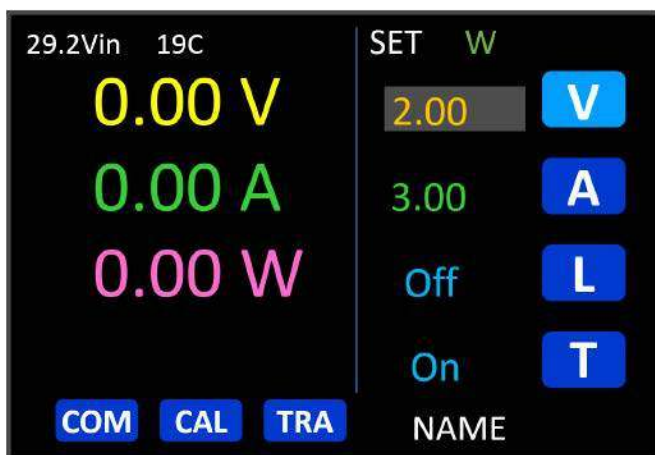 29.2Vin 19C
0.00 V
0.00 A
0.00 W
COM CAL TRA
SET W
2.00 V
3.00 A
Off L
On T
NAME